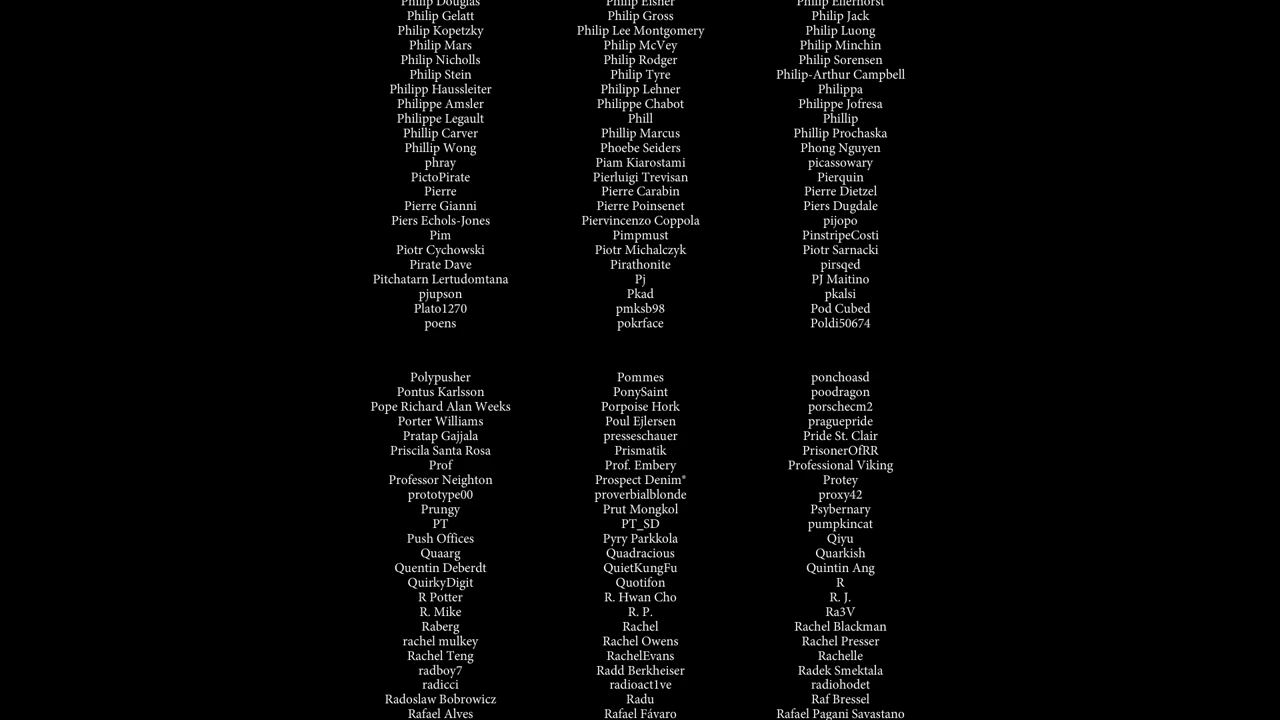 Philip Douglas Philip Elsner Philip Ellerhorst
Philip Gelatt Philip Gross Philip Jack
Philip Kopetzky Philip Lee Montgomery Philip Luong
Philip Mars Philip McVey Philip Minchin
Philip Nicholls Philip Rodger Philip Sorensen
Philip Stein Philip Tyre Philip-Arthur Campbell
Philipp Haussleiter Philipp Lehner Philippa
Philippe Amsler Philippe Chabot Philippe Jofresa
Philippe Legault Phill Phillip
Phillip Carver Phillip Marcus Phillip Prochaska
Phillip Wong Phoebe Seiders Phong Nguyen
phray Piam Kiarostami picassowary
PictoPirate Pierluigi Trevisan Pierquin
Pierre Pierre Carabin Pierre Dietzel
Pierre Gianni Pierre Poinsenet Piers Dugdale
Piers Echols-Jones Piervincenzo Coppola pijopo
Pim Pimpmust PinstripeCosti
Piotr Cychowski Piotr Michalczyk Piotr Sarnacki
Pirate Dave Pirathonite pirsqed
Pitchatarn Lertudomtana Pj PJ Maitino
pjupson Pkad pkalsi
Plato1270 pmksb98 Pod Cubed
poens pokrface Poldi50674
Polypusher Pommes ponchoasd
Pontus Karlsson PonySaint poodragon
Pope Richard Alan Weeks Porpoise Hork porschecm2
Porter Williams Poul Ejlersen praguepride
Pratap Gajjala presseschauer Pride St. Clair
Priscila Santa Rosa Prismatik PrisonerOfRR
Prof Prof. Embery Professional Viking
Professor Neighton Prospect Denim® Protey
prototype00 proverbialblonde proxy42
Prungy Prut Mongkol Psybernary
PT PT_SD pumpkincat
Push Offices Pyry Parkkola Qiyu
Quaarg Quadracious Quarkish
Quentin Deberdt QuietKungFu Quintin Ang
QuirkyDigit Quotifon R
R Potter R. Hwan Cho R. J.
R. Mike R. P. Ra3V
Raberg Rachel Rachel Blackman
rachel mulkey Rachel Owens Rachel Presser
Rachel Teng RachelEvans Rachelle
radboy7 Radd Berkheiser Radek Smektala
radicci radioact1ve radiohodet
Radoslaw Bobrowicz Radu Raf Bressel
Rafael Alves Rafael Fávaro Rafael Pagani Savastano